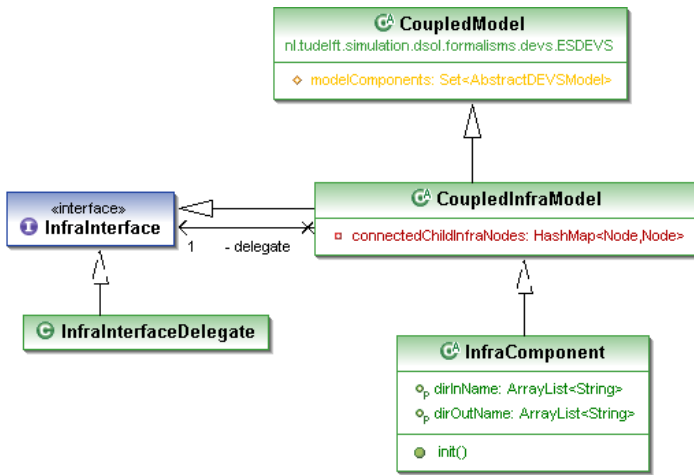 CoupledModel
nl.tudelft.simulation.dsol.formalisms.devs.ESDEVS
modelComponents: Set<AbstractDEVSModel>
«interface»
InfraInterface
CoupledInfraModel
connectedChildInfraNodes: HashMap<Node,Node>
1 - delegate
InfraInterfaceDelegate
InfraComponent
dirInName: ArrayList<String>
dirOutName: ArrayList<String>
init()